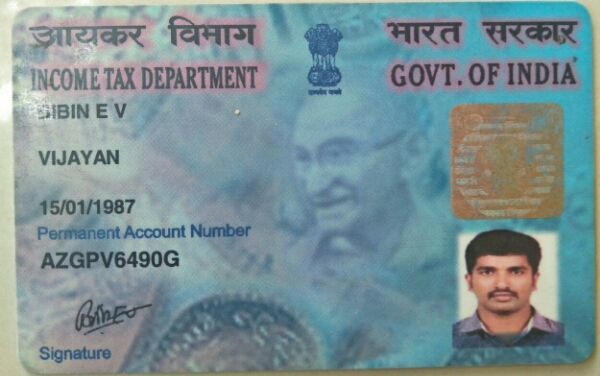 आयकर विभाग
INCOME TAX DEPARTMENT
भारत सरकार
GOVT. OF INDIA
सत्यमेव जयते
SIBIN E V
VIJAYAN
15/01/1987
Permanent Account Number
AZGPV6490G
Signature